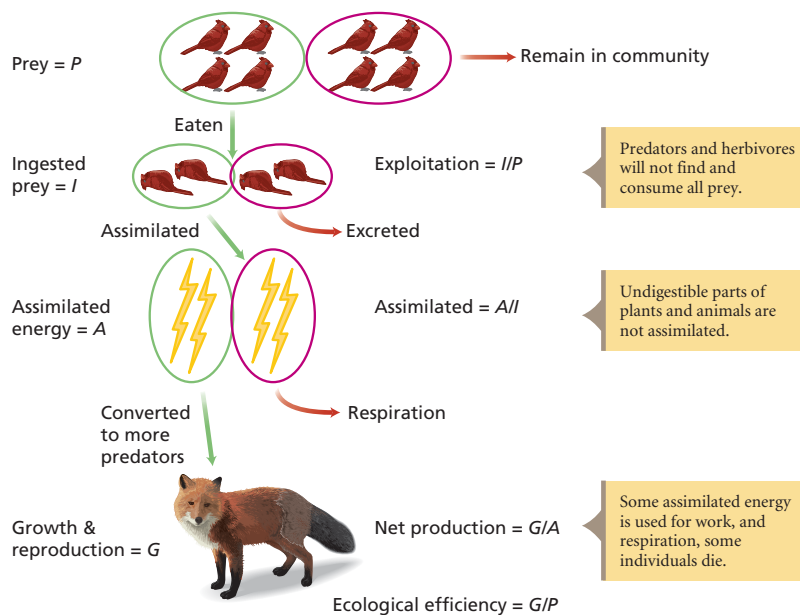 Prey = P
Remain in community
Eaten
Ingested
prey = I
Exploitation = I/P
Predators and herbivores
will not find and
consume all prey.
Assimilated
Excreted
Assimilated
energy = A
Assimilated = A/I
Undigestible parts of
plants and animals are
not assimilated.
Converted
to more
predators
Respiration
Growth &
reproduction = G
Net production = G/A
Some assimilated energy
is used for work, and
respiration, some
individuals die.
Ecological efficiency = G/P